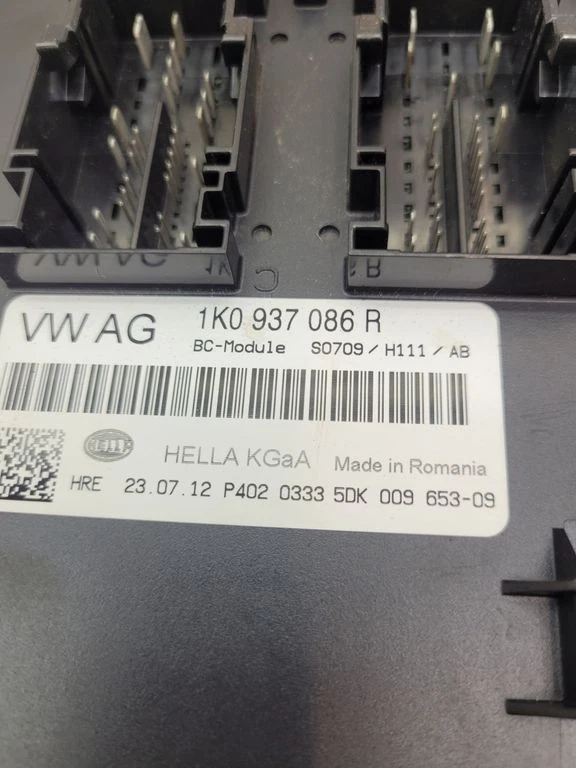 C
B
VW AG
1K0 937 086 R
BC-Module S0709 / H111 / AB
HELLA
HELLA KGaA Made in Romania
HRE 23.07.12 P402 0333 5DK 009 653-09